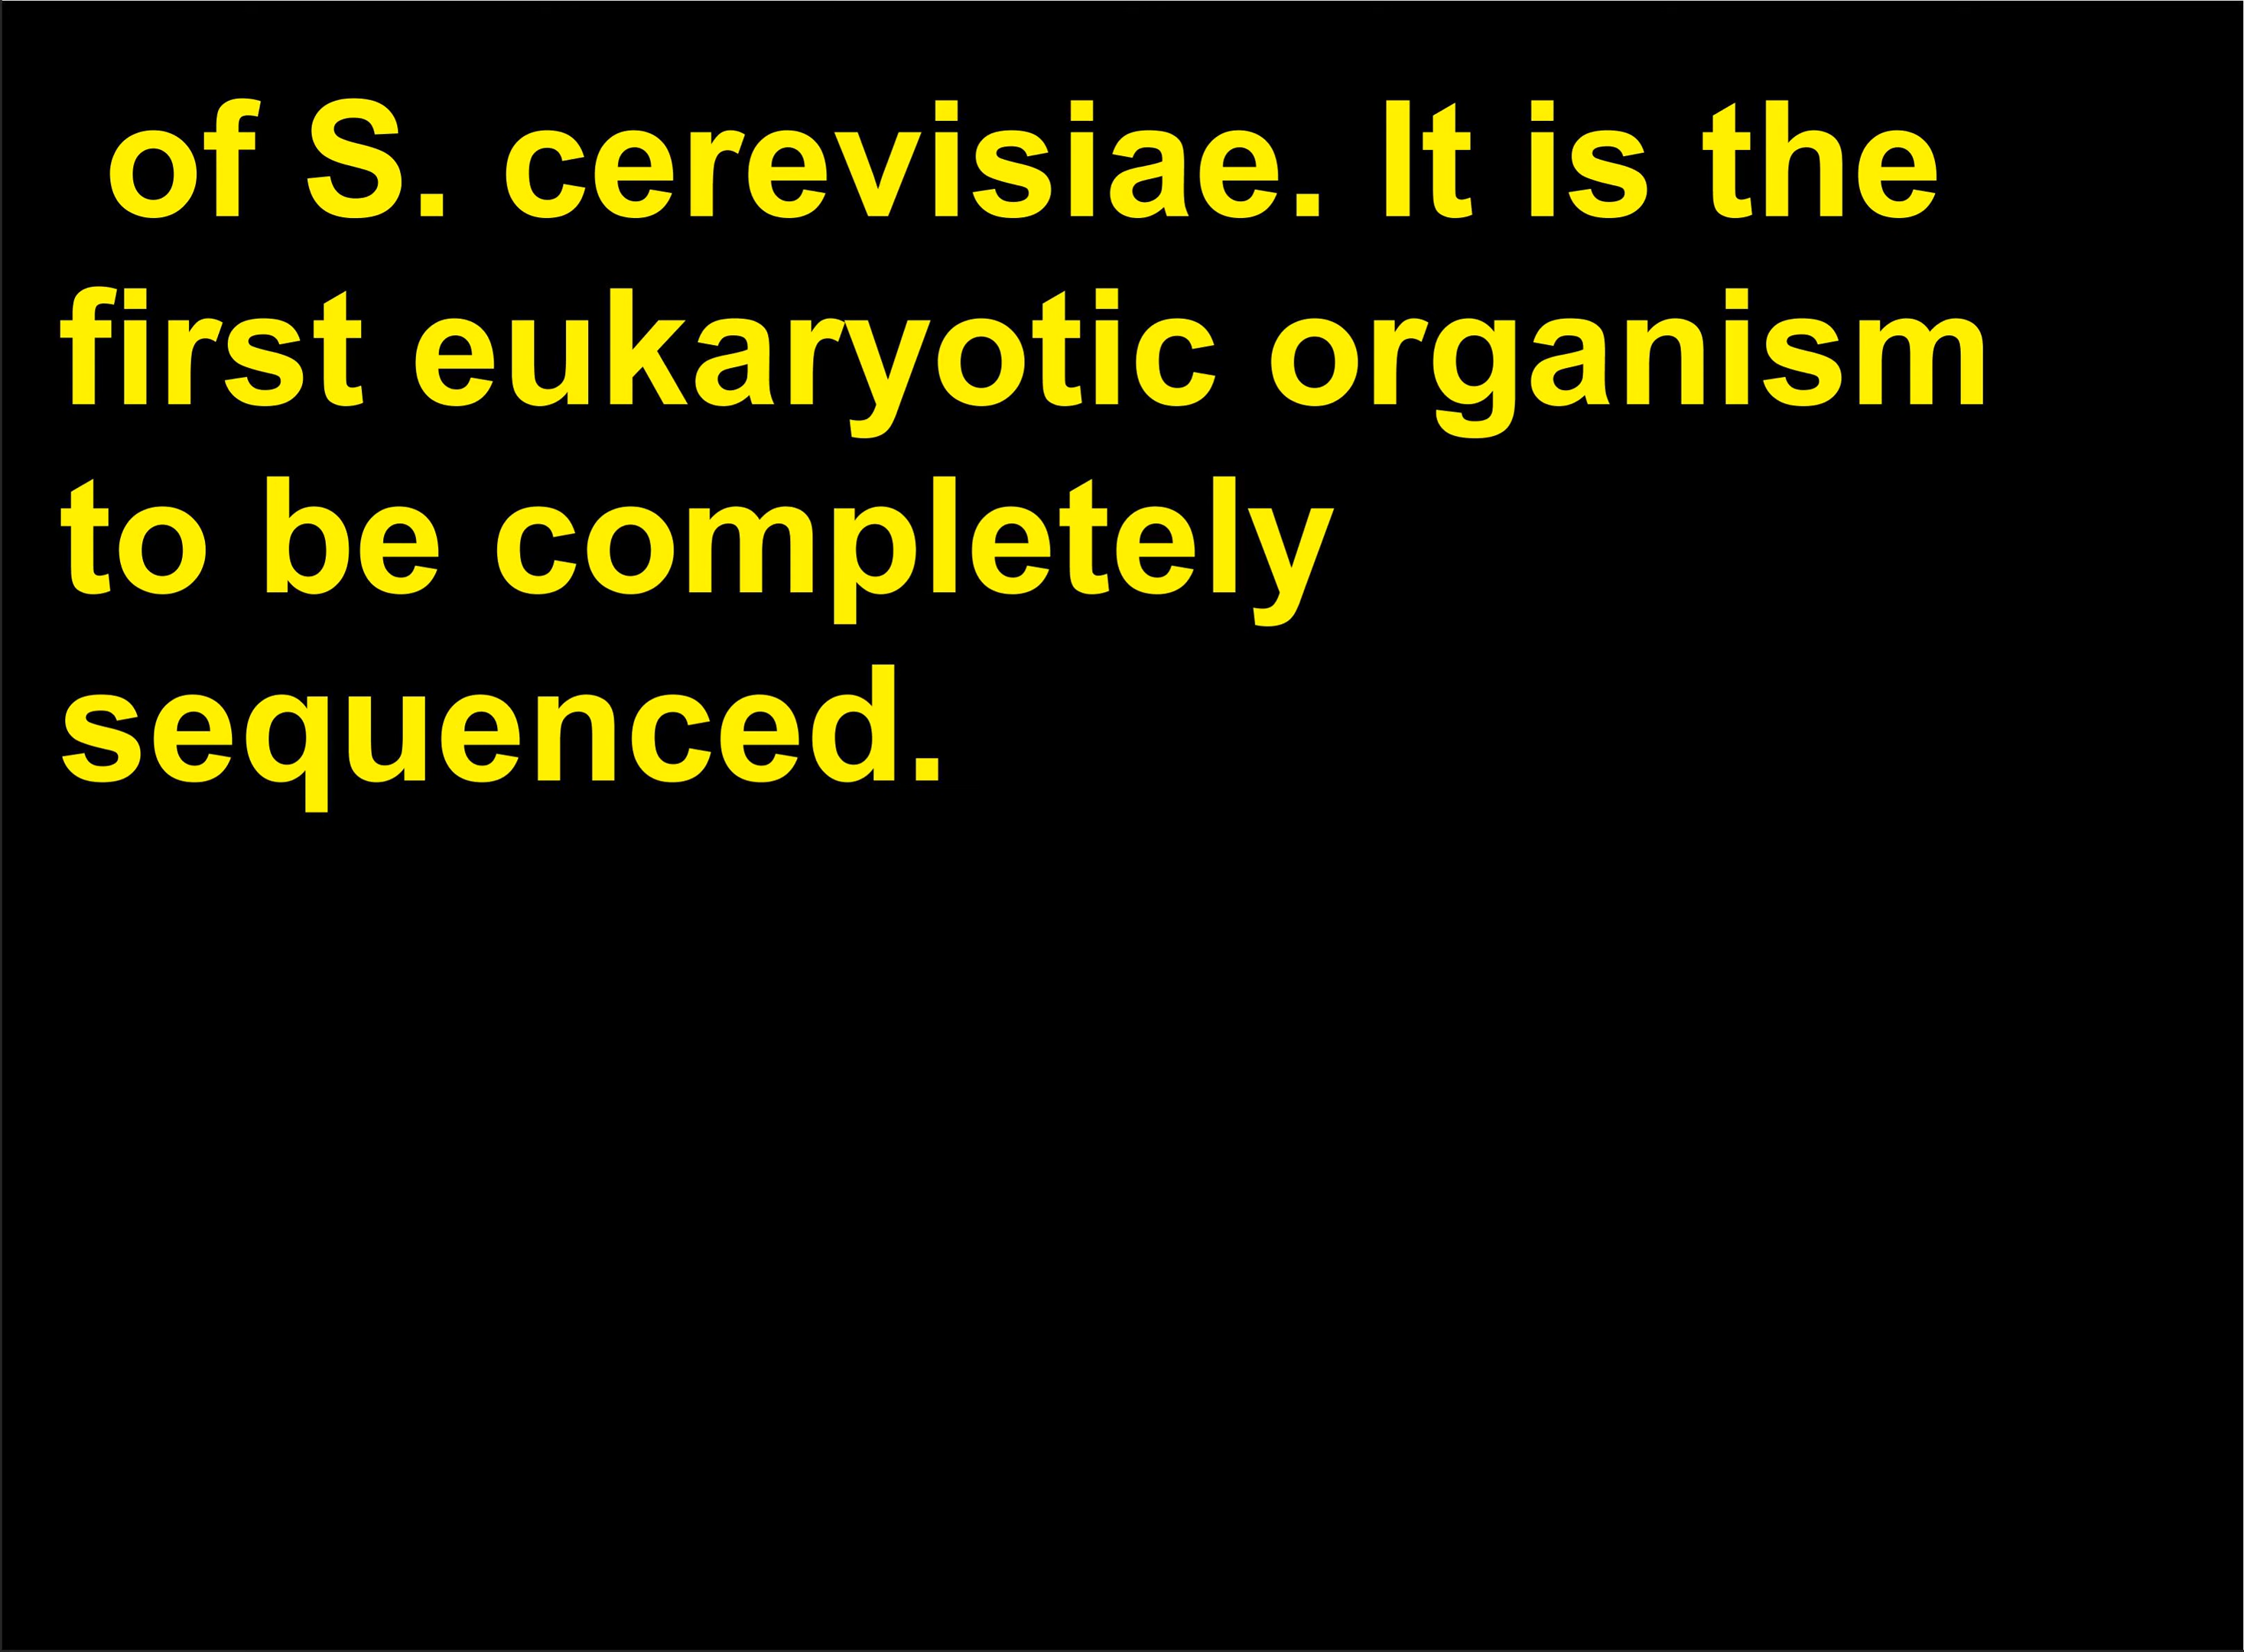 of S. cerevisiae. It is the
first eukaryotic organism
to be completely
sequenced.